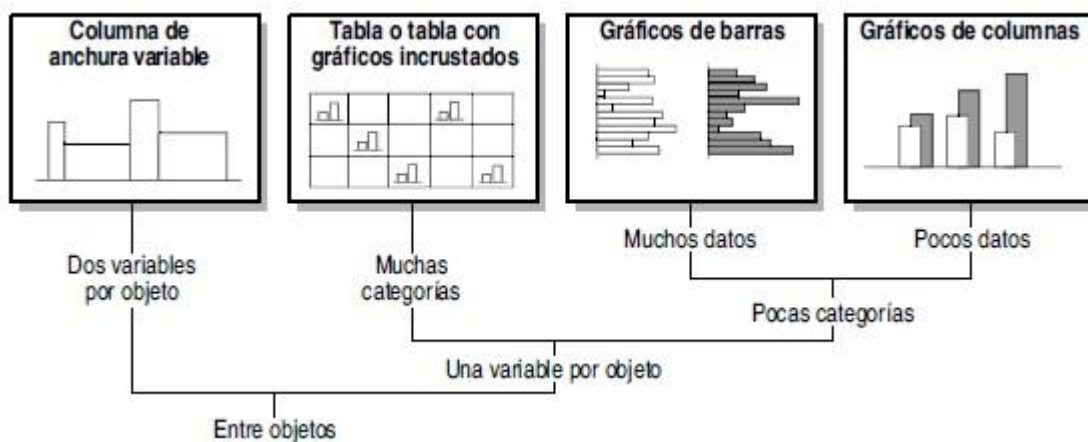 Columna de
anchura variable
Tabla o tabla con
gráficos incrustados
Gráficos de barras
Gráficos de columnas
Dos variables
por objeto
Muchas
categorías
Muchos datos
Pocos datos
Pocas categorías
Una variable por objeto
Entre objetos